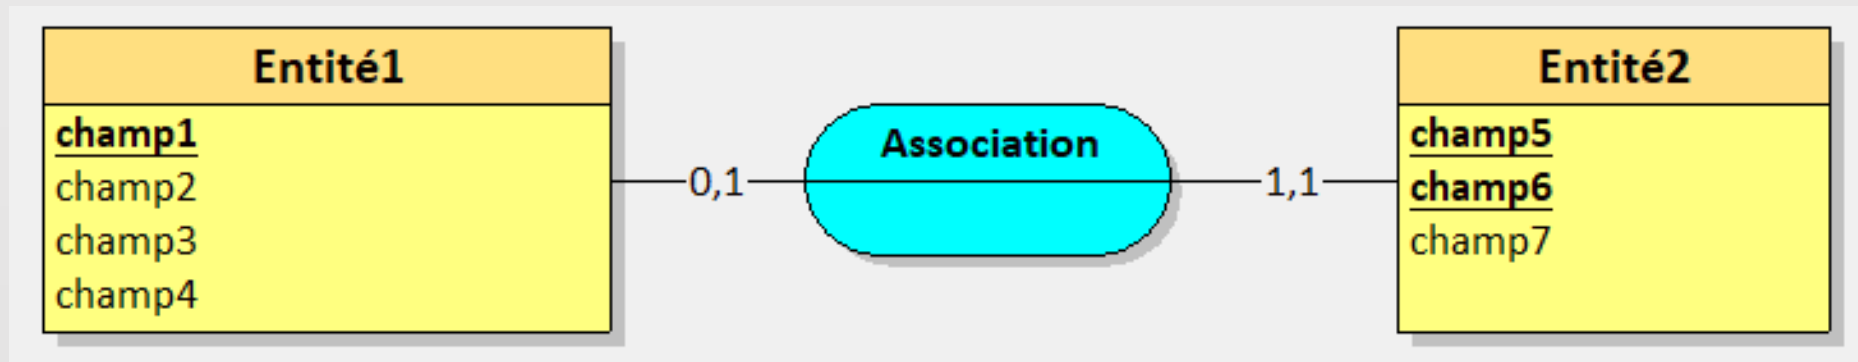 Entité1
champ1
champ2
champ3
champ4
0,1
Association
1,1
Entité2
champ5
champ6
champ7